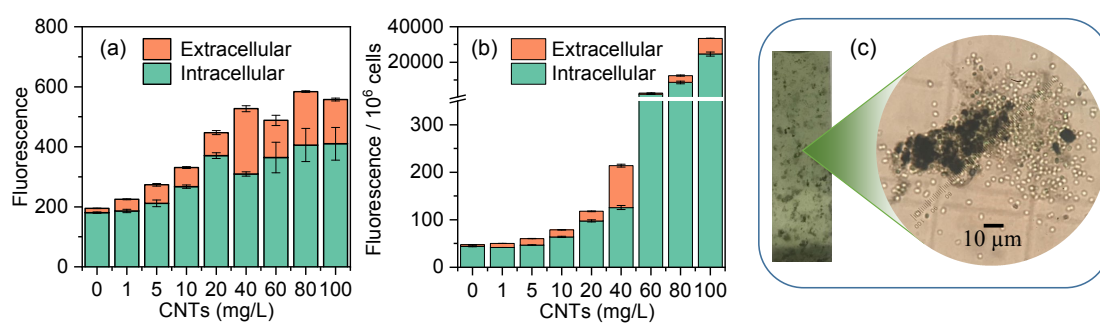 (a)
Extracellular
Intracellular
Fluorescence
800
600
400
200
0
0 1 5 10 20 40 60 80 100
CNTs (mg/L)
(b)
Extracellular
Intracellular
Fluorescence / 10⁶ cells
40000
20000
300
200
100
0
0 1 5 10 20 40 60 80 100
CNTs (mg/L)
(c)
10 μm